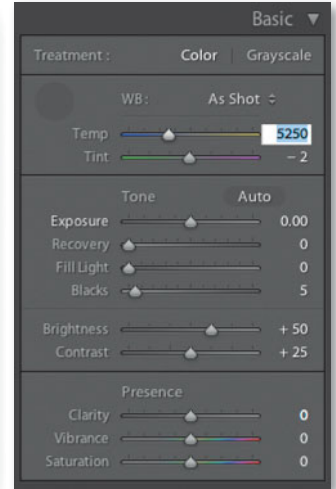 Basic ▼
Treatment : Color | Grayscale
WB: As Shot
Temp 5250
Tint – 2
Tone Auto
Exposure 0.00
Recovery 0
Fill Light 0
Blacks 5
Brightness + 50
Contrast + 25
Presence
Clarity 0
Vibrance 0
Saturation 0